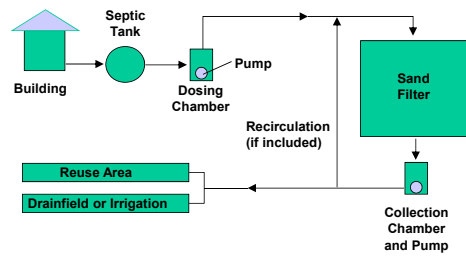 Septic
Tank
Building
Pump
Dosing
Chamber
Sand
Filter
Recirculation
(if included)
Reuse Area
Drainfield or Irrigation
Collection
Chamber
and Pump